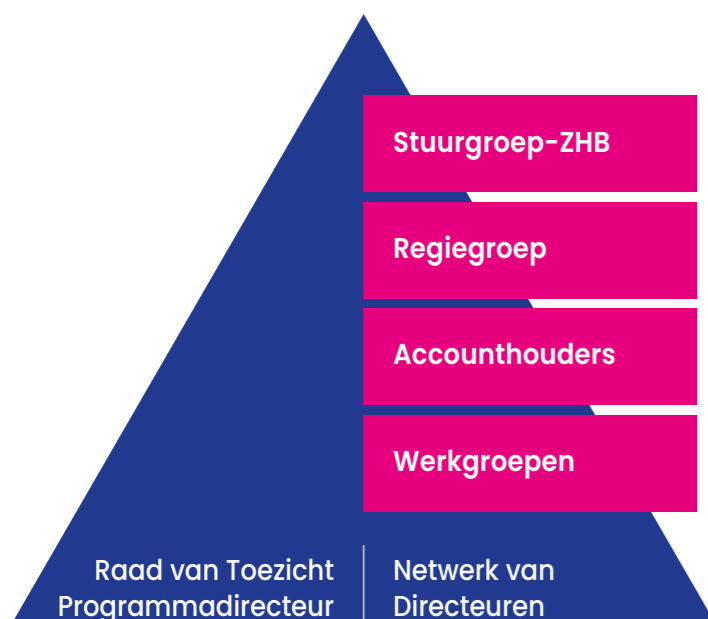 Stuurgroep-ZHB
Regiegroep
Accounthouders
Werkgroepen
Raad van Toezicht
Programmadirecteur
Netwerk van
Directeuren